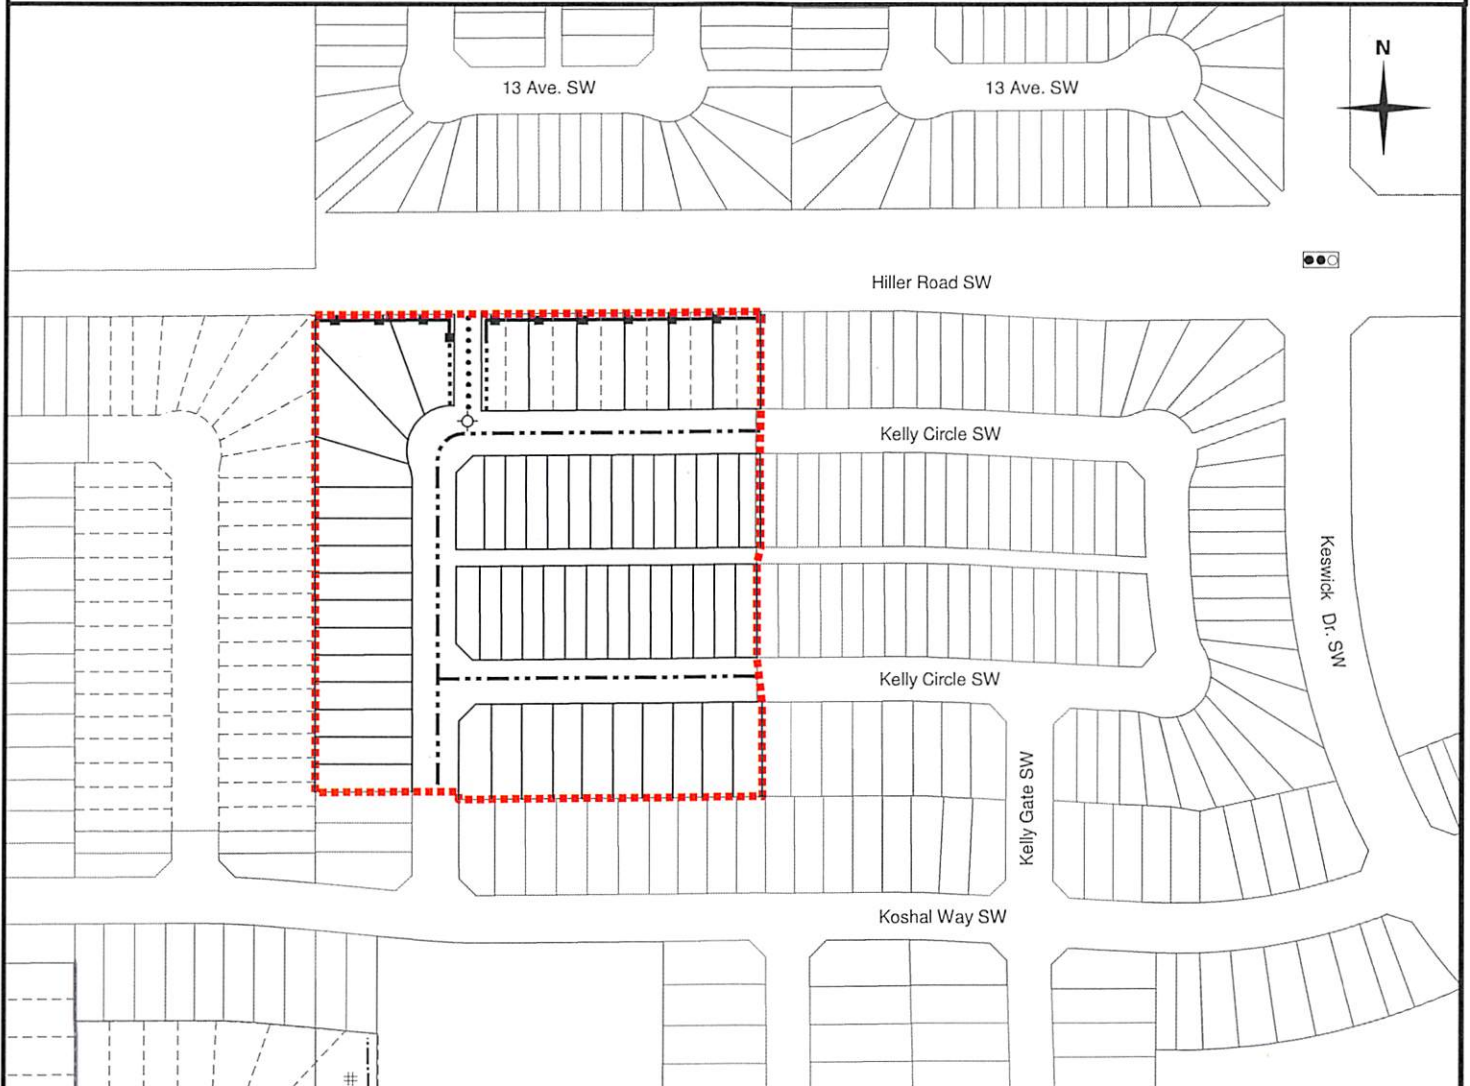 13 Ave. SW
13 Ave. SW
N
Hiller Road SW
Kelly Circle SW
Keswick Dr. SW
Kelly Circle SW
Kelly Gate SW
Koshal Way SW
#